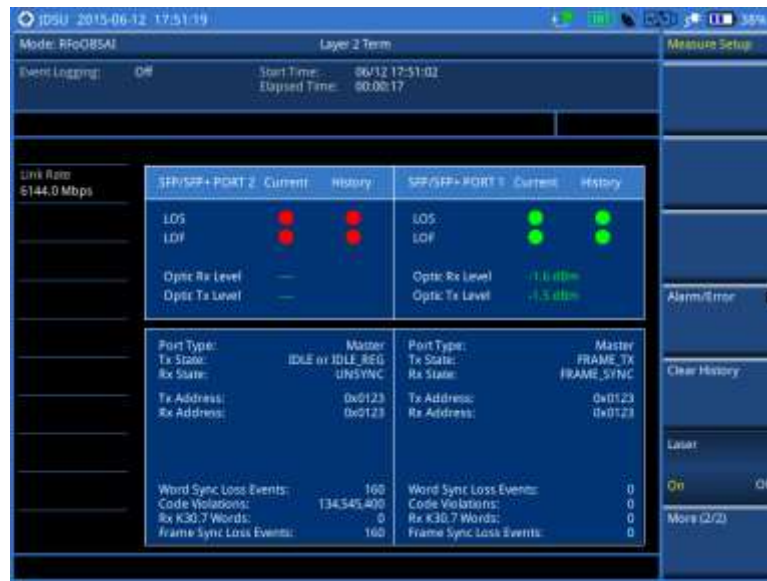 JDSU 2015-06-12 17:51:19 36%
Mode: RFoOBSAI Layer 2 Term Measure Setup
Event Logging: Off Start Time: 06/12 17:51:02
Elapsed Time: 00:00:17
Link Rate
6144.0 Mbps
SFP/SFP+ PORT 2 Current History SFP/SFP+ PORT 1 Current History
LOS LOS
LOF LOF
Optic Rx Level --- Optic Rx Level -1.6 dBm
Optic Tx Level --- Optic Tx Level -1.5 dBm
Alarm/Error
Port Type: Master Port Type: Master
Tx State: IDLE or IDLE_REG Tx State: FRAME_TX
Rx State: UNSYNC Rx State: FRAME_SYNC
Clear History
Tx Address: 0x0123 Tx Address: 0x0123
Rx Address: 0x0123 Rx Address: 0x0123
Laser
On
Word Sync Loss Events: 160 Word Sync Loss Events: 0
Code Violations: 134,545,400 Code Violations: 0
Rx K30.7 Words: 0 Rx K30.7 Words: 0
Frame Sync Loss Events: 160 Frame Sync Loss Events: 0
More (2/2)